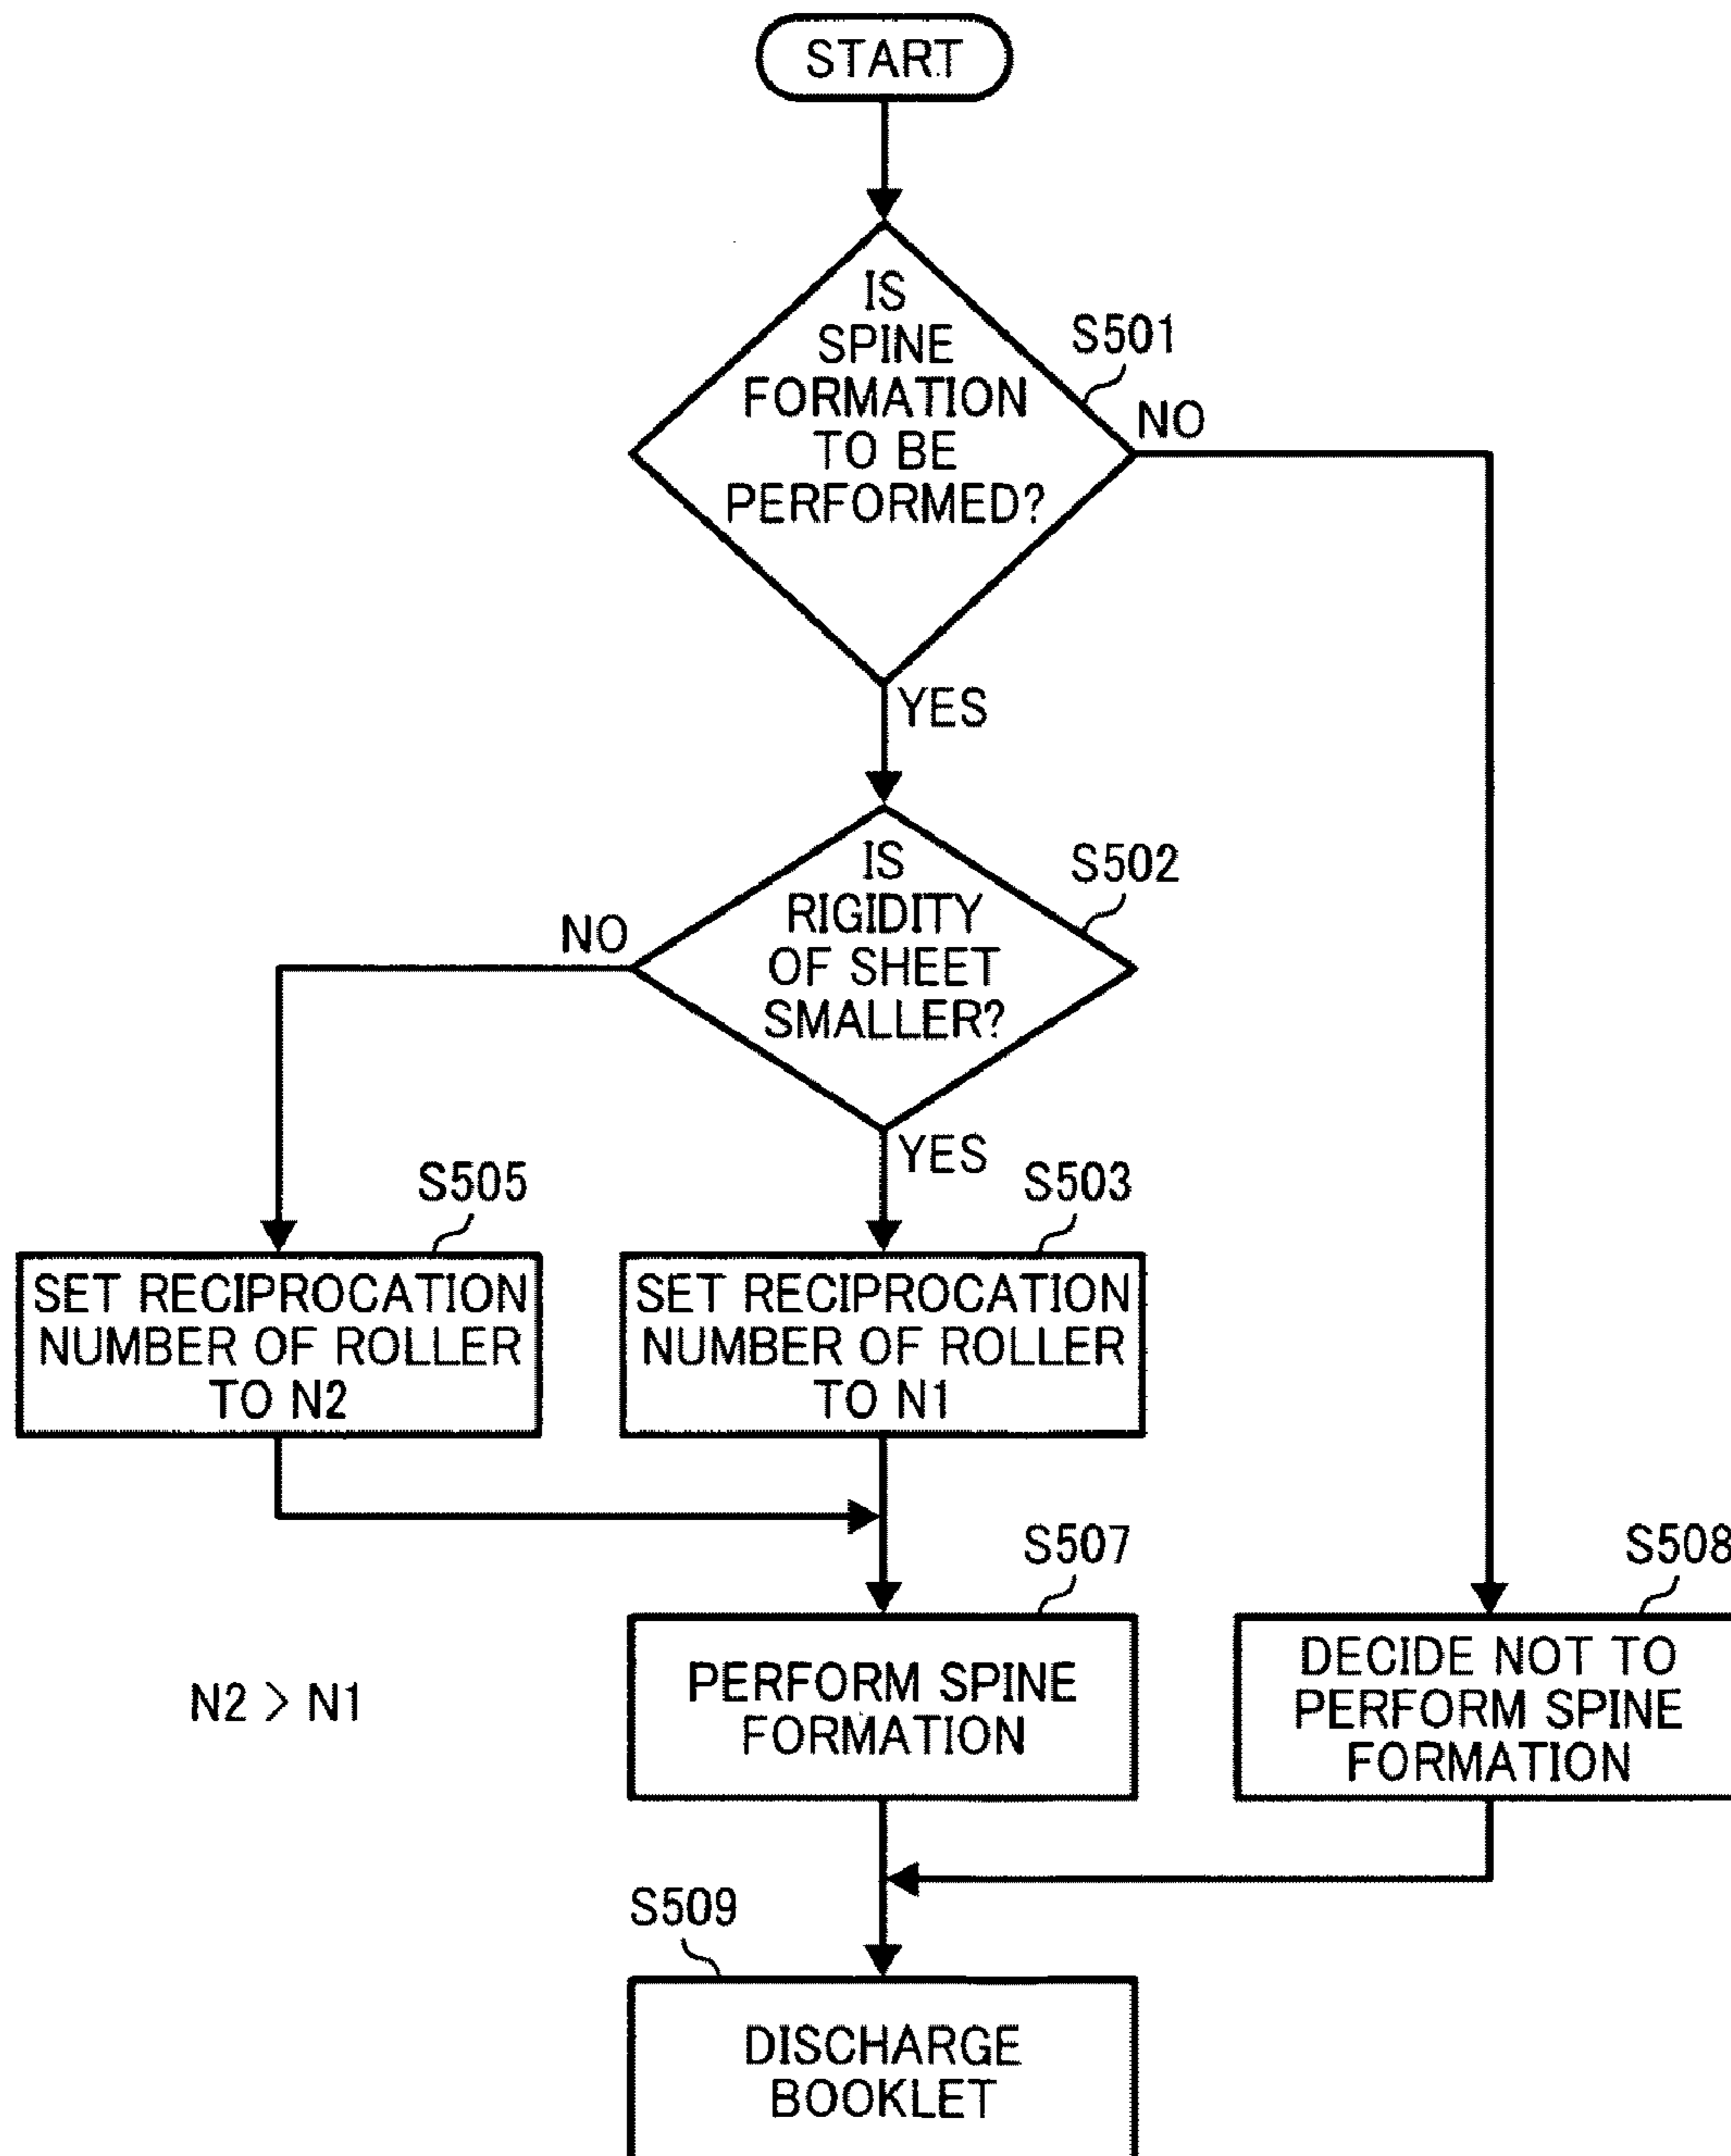 START
IS
SPINE
FORMATION
TO BE
PERFORMED?
S501
NO
YES
IS
RIGIDITY
OF SHEET
SMALLER?
S502
NO
YES
S505
SET RECIPROCATION
NUMBER OF ROLLER
TO N2
S503
SET RECIPROCATION
NUMBER OF ROLLER
TO N1
S507
PERFORM SPINE
FORMATION
S508
DECIDE NOT TO
PERFORM SPINE
FORMATION
N2 > N1
S509
DISCHARGE
BOOKLET